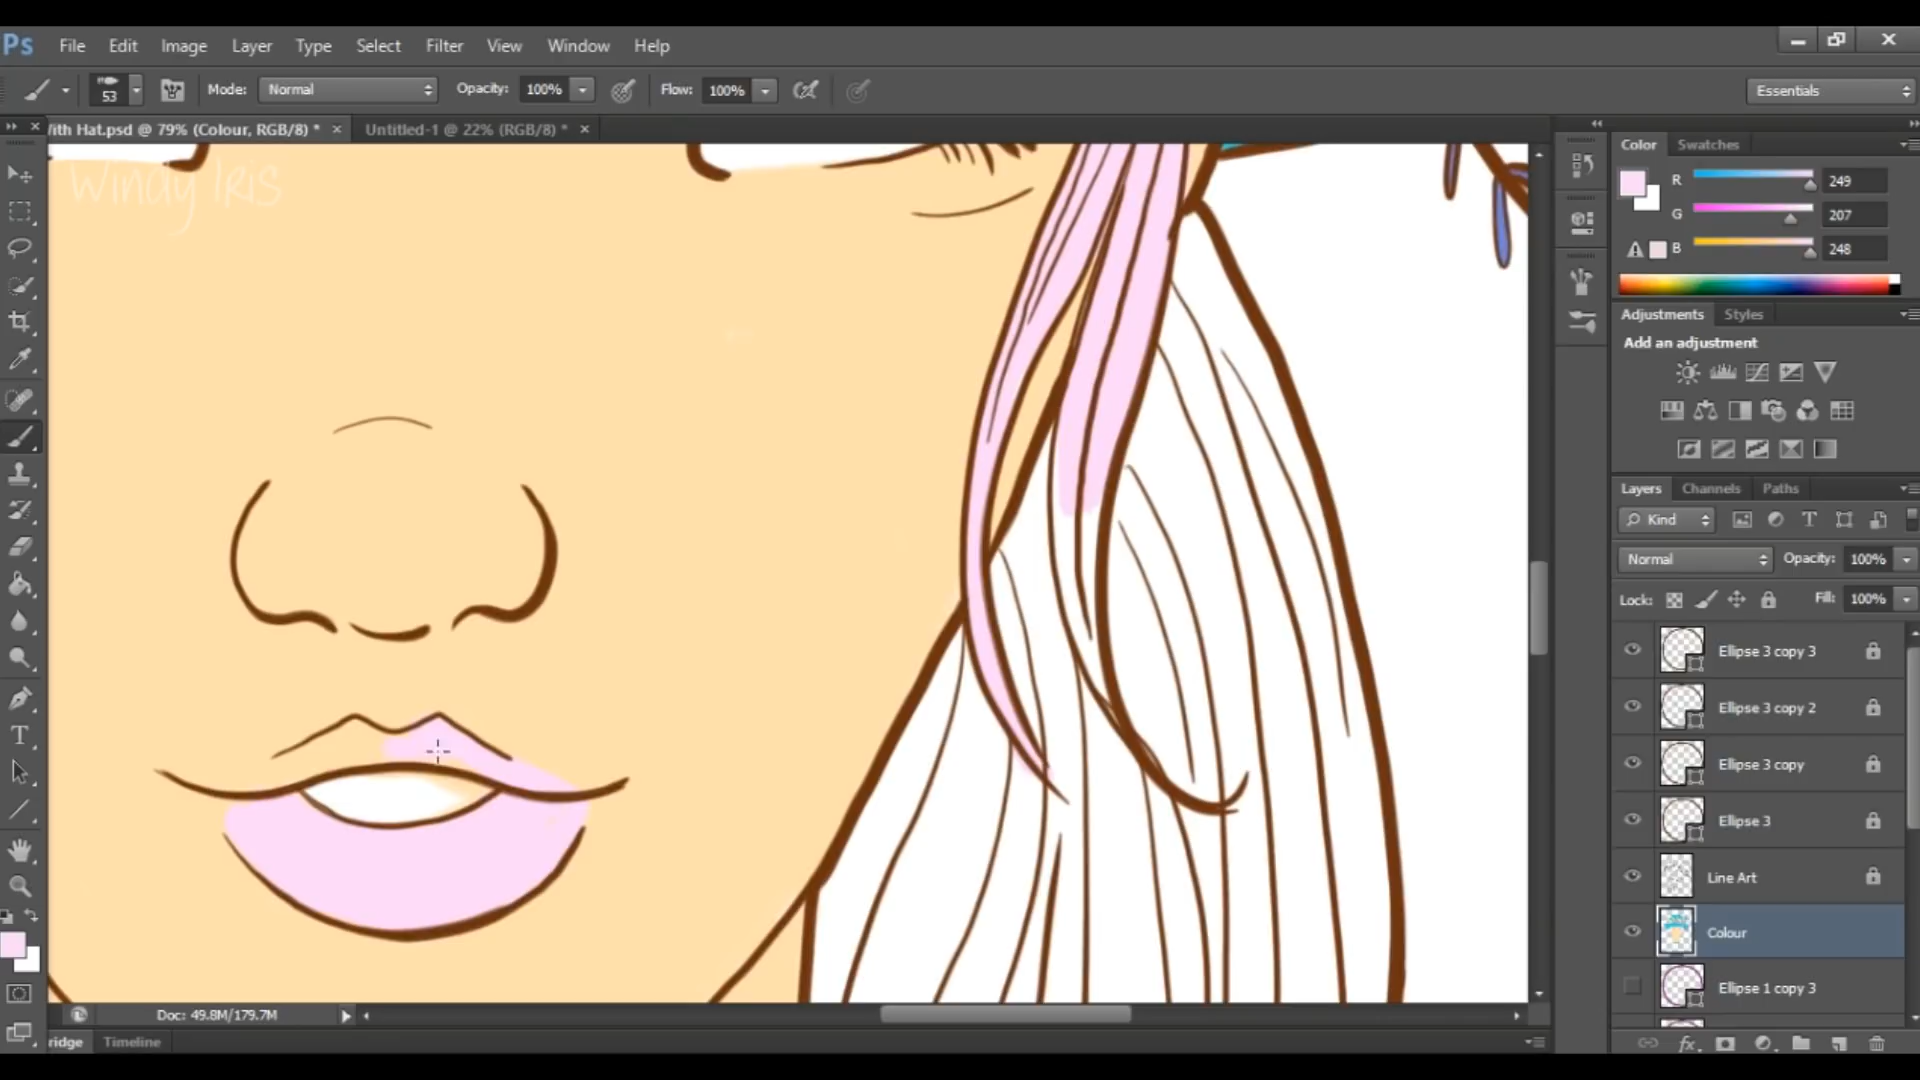 Ps File Edit Image Layer Type Select Filter View Window Help
53 Mode: Normal Opacity: 100% Flow: 100% Essentials
ith Hat.psd @ 79% (Colour, RGB/8) * × Untitled-1 @ 22% (RGB/8) * ×
Windy Iris
Color Swatches
R 249
G 207
B 248
Adjustments Styles
Add an adjustment
Layers Channels Paths
Kind
Normal Opacity: 100%
Lock: Fill: 100%
Ellipse 3 copy 3
Ellipse 3 copy 2
Ellipse 3 copy
Ellipse 3
Line Art
Colour
Ellipse 1 copy 3
fx
T
Doc: 49.8M/179.7M
ridge Timeline